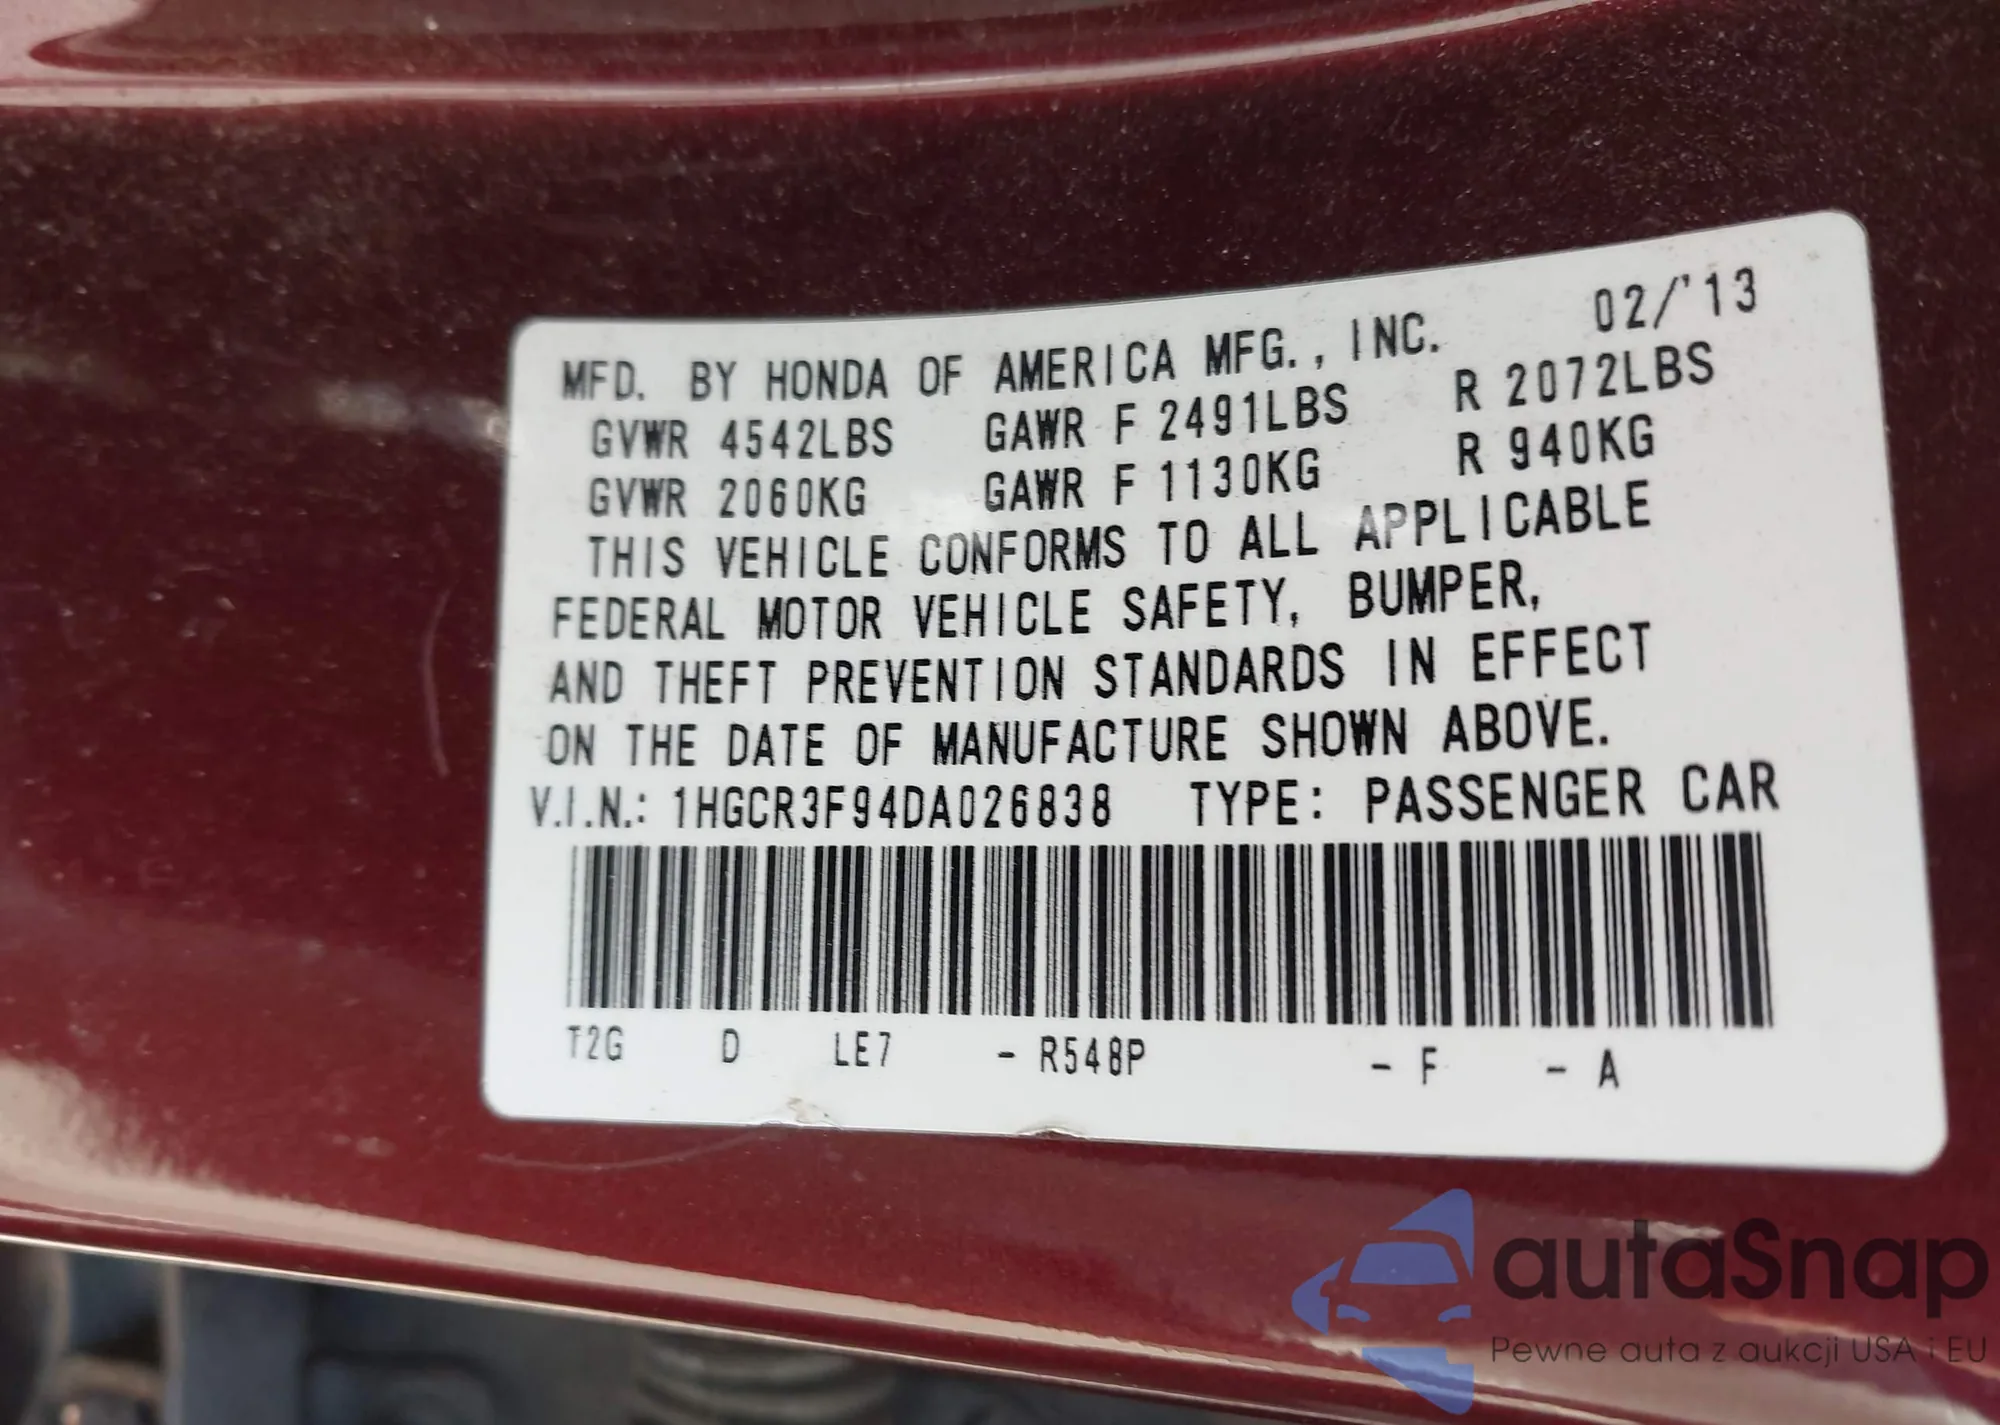 02/'13
MFD. BY HONDA OF AMERICA MFG., INC.
GVWR 4542LBS GAWR F 2491LBS R 2072LBS
GVWR 2060KG GAWR F 1130KG R 940KG
THIS VEHICLE CONFORMS TO ALL APPLICABLE
FEDERAL MOTOR VEHICLE SAFETY, BUMPER,
AND THEFT PREVENTION STANDARDS IN EFFECT
ON THE DATE OF MANUFACTURE SHOWN ABOVE.
V.I.N.: 1HGCR3F94DA026838 TYPE: PASSENGER CAR
T2G D LE7 - R548P - F - A
autaSnap
Pewne auta z aukcji USA i EU